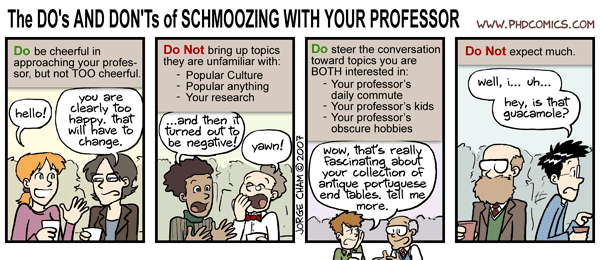 The DO's AND DON'Ts of SCHMOOZING WITH YOUR PROFESSOR
WWW.PHDCOMICS.COM
Do be cheerful in
approaching your profes-
sor, but not TOO cheerful.
hello!
you are
clearly too
happy. that
will have to
change.
Do Not bring up topics
they are unfamiliar with:
- Popular Culture
- Popular anything
- Your research
...and then it
turned out to
be negative!
yawn!
JORGE CHAM © 2007
Do steer the conversation
toward topics you are
BOTH interested in:
- Your professor's
daily commute
- Your professor's kids
- Your professor's
obscure hobbies
wow, that's really
fascinating about
your collection of
antique portuguese
end tables. tell me
more.
Do Not expect much.
well, i... uh...
hey, is that
guacamole?